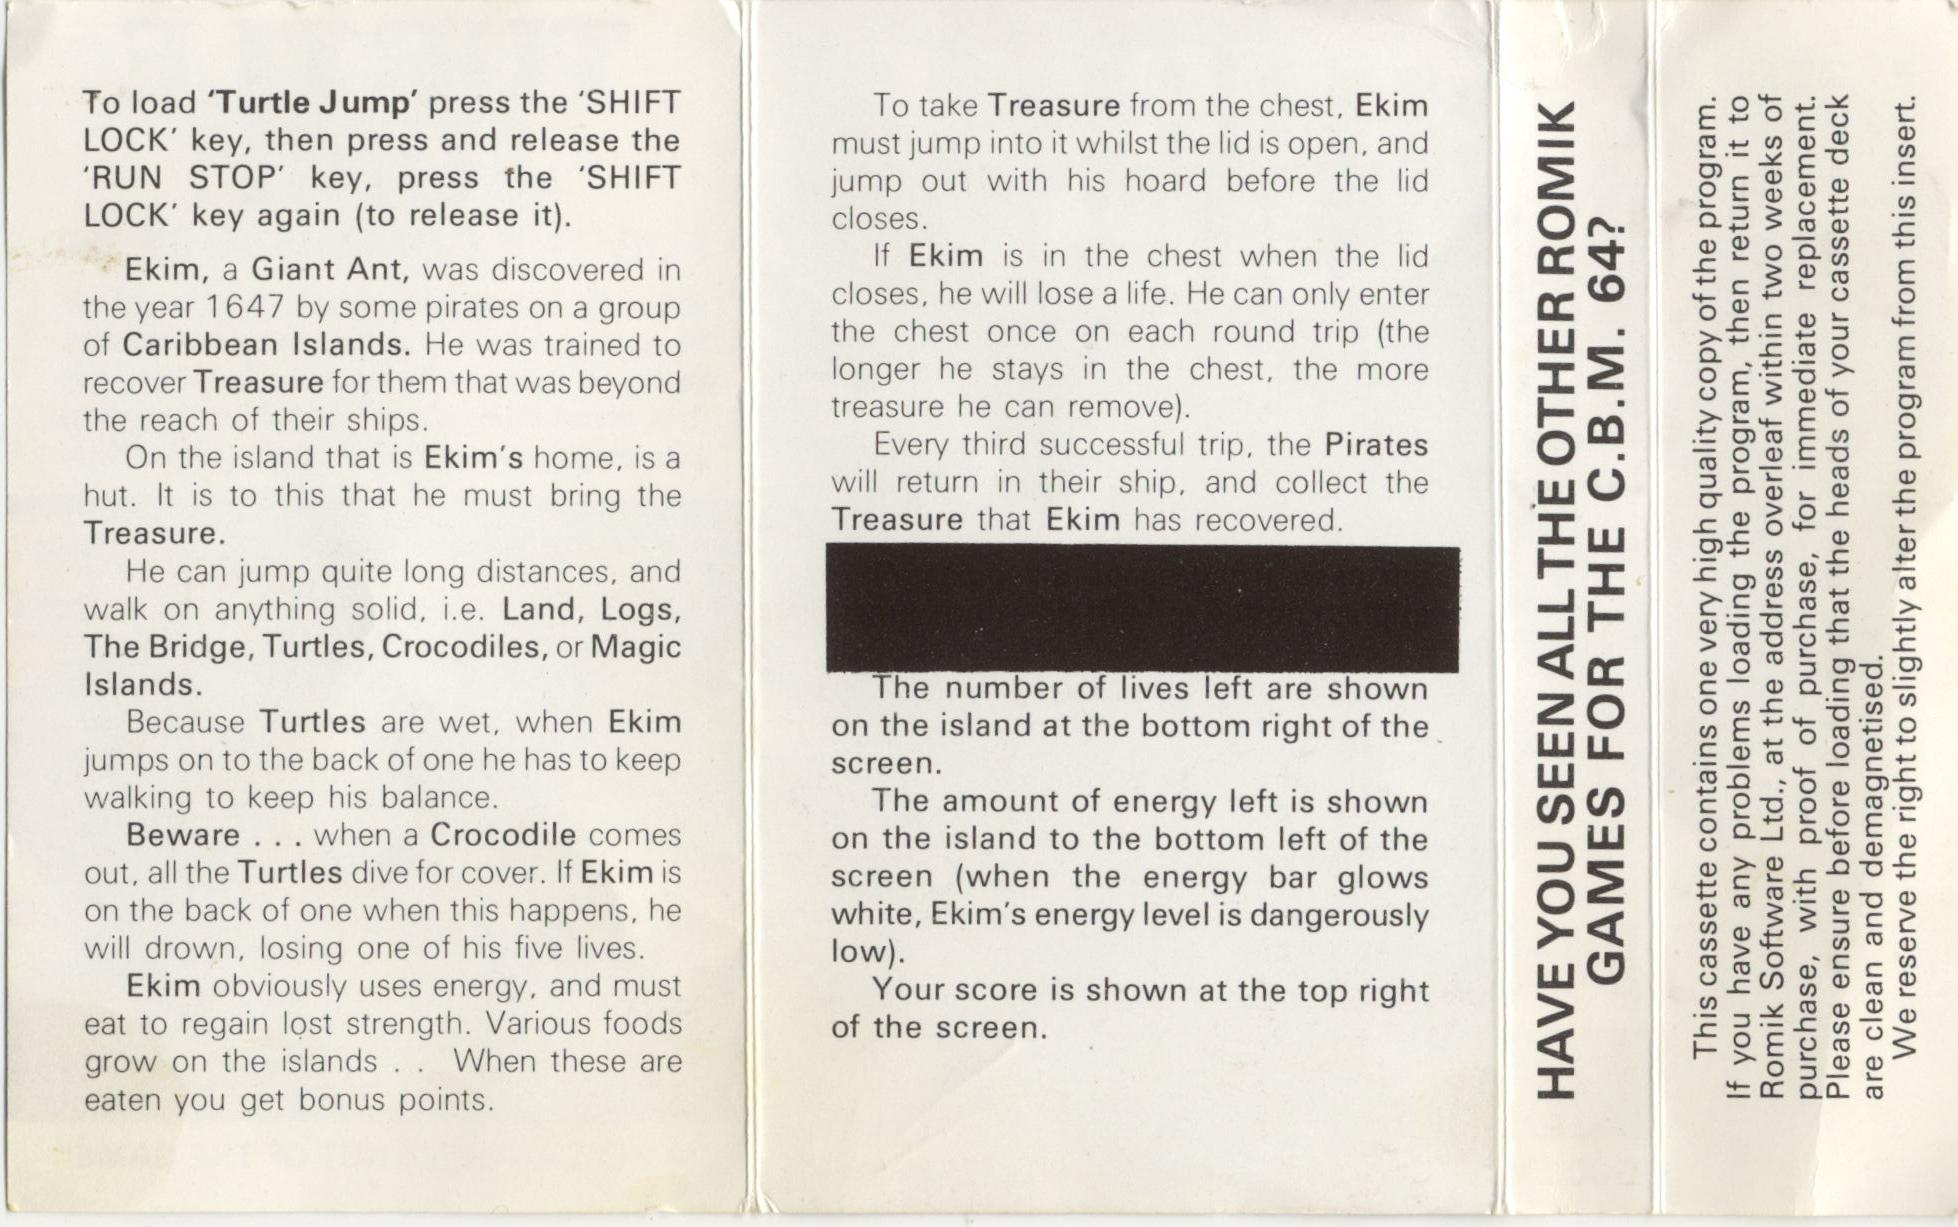 To load 'Turtle Jump' press the 'SHIFT
LOCK' key, then press and release the
'RUN STOP' key, press the 'SHIFT
LOCK' key again (to release it).
Ekim, a Giant Ant, was discovered in
the year 1647 by some pirates on a group
of Caribbean Islands. He was trained to
recover Treasure for them that was beyond
the reach of their ships.
On the island that is Ekim's home, is a
hut. It is to this that he must bring the
Treasure.
He can jump quite long distances, and
walk on anything solid, i.e. Land, Logs,
The Bridge, Turtles, Crocodiles, or Magic
Islands.
Because Turtles are wet, when Ekim
jumps on to the back of one he has to keep
walking to keep his balance.
Beware . . . when a Crocodile comes
out, all the Turtles dive for cover. If Ekim is
on the back of one when this happens, he
will drown, losing one of his five lives.
Ekim obviously uses energy, and must
eat to regain lost strength. Various foods
grow on the islands . . When these are
eaten you get bonus points.
To take Treasure from the chest, Ekim
must jump into it whilst the lid is open, and
jump out with his hoard before the lid
closes.
If Ekim is in the chest when the lid
closes, he will lose a life. He can only enter
the chest once on each round trip (the
longer he stays in the chest, the more
treasure he can remove).
Every third successful trip, the Pirates
will return in their ship, and collect the
Treasure that Ekim has recovered.
The number of lives left are shown
on the island at the bottom right of the
screen.
The amount of energy left is shown
on the island to the bottom left of the
screen (when the energy bar glows
white, Ekim's energy level is dangerously
low).
Your score is shown at the top right
of the screen.
HAVE YOU SEEN ALL THE OTHER ROMIK
GAMES FOR THE C.B.M. 64?
This cassette contains one very high quality copy of the program.
If you have any problems loading the program, then return it to
Romik Software Ltd., at the address overleaf within two weeks of
purchase, with proof of purchase, for immediate replacement.
Please ensure before loading that the heads of your cassette deck
are clean and demagnetised.
We reserve the right to slightly alter the program from this insert.